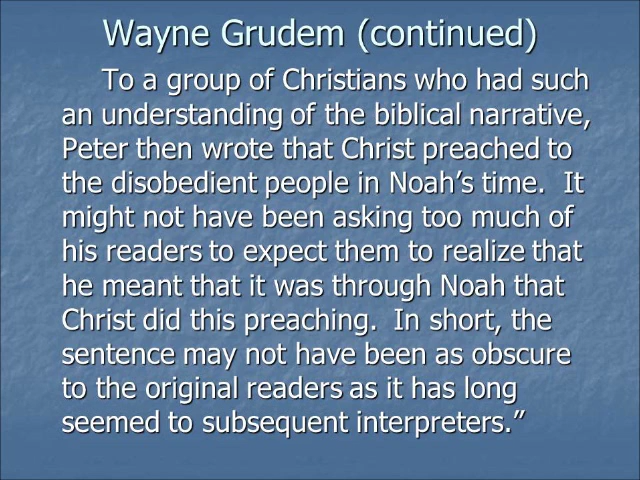 Wayne Grudem (continued)
To a group of Christians who had such
an understanding of the biblical narrative,
Peter then wrote that Christ preached to
the disobedient people in Noah’s time.  It
might not have been asking too much of
his readers to expect them to realize that
he meant that it was through Noah that
Christ did this preaching.  In short, the
sentence may not have been as obscure
to the original readers as it has long
seemed to subsequent interpreters.”